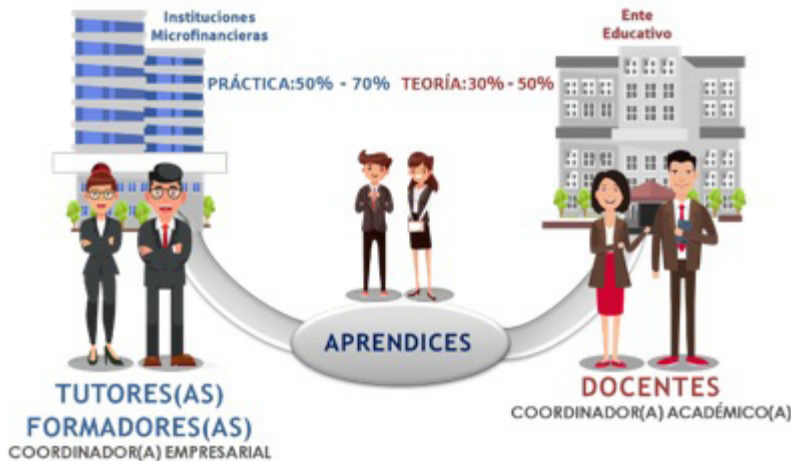 Instituciones
Microfinancieras
Ente
Educativo
PRÁCTICA:50% - 70% TEORÍA:30% - 50%
APRENDICES
TUTORES(AS)
FORMADORES(AS)
COORDINADOR(A) EMPRESARIAL
DOCENTES
COORDINADOR(A) ACADÉMICO(A)